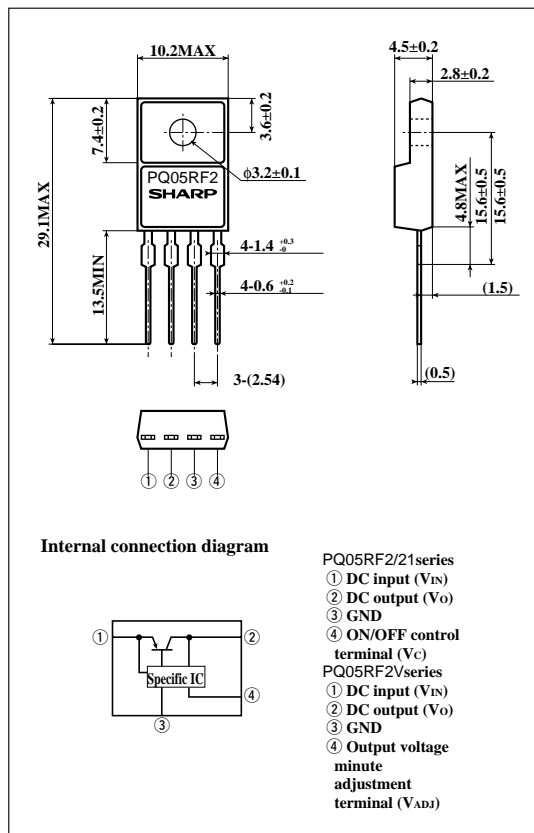 10.2MAX
4.5±0.2
2.8±0.2
29.1MAX
7.4±0.2
3.6±0.2
PQ05RF2
SHARP
ϕ3.2±0.1
4.8MAX
15.6±0.5
15.6±0.5
13.5MIN
4-1.4 +0.3 -0
4-0.6 +0.2 -0.1
(1.5)
3-(2.54)
(0.5)
① ② ③ ④
Internal connection diagram
①
②
Specific IC
④
③
PQ05RF2/21series
① DC input (VIN)
② DC output (VO)
③ GND
④ ON/OFF control
terminal (VC)
PQ05RF2Vseries
① DC input (VIN)
② DC output (VO)
③ GND
④ Output voltage
minute
adjustment
terminal (VADJ)